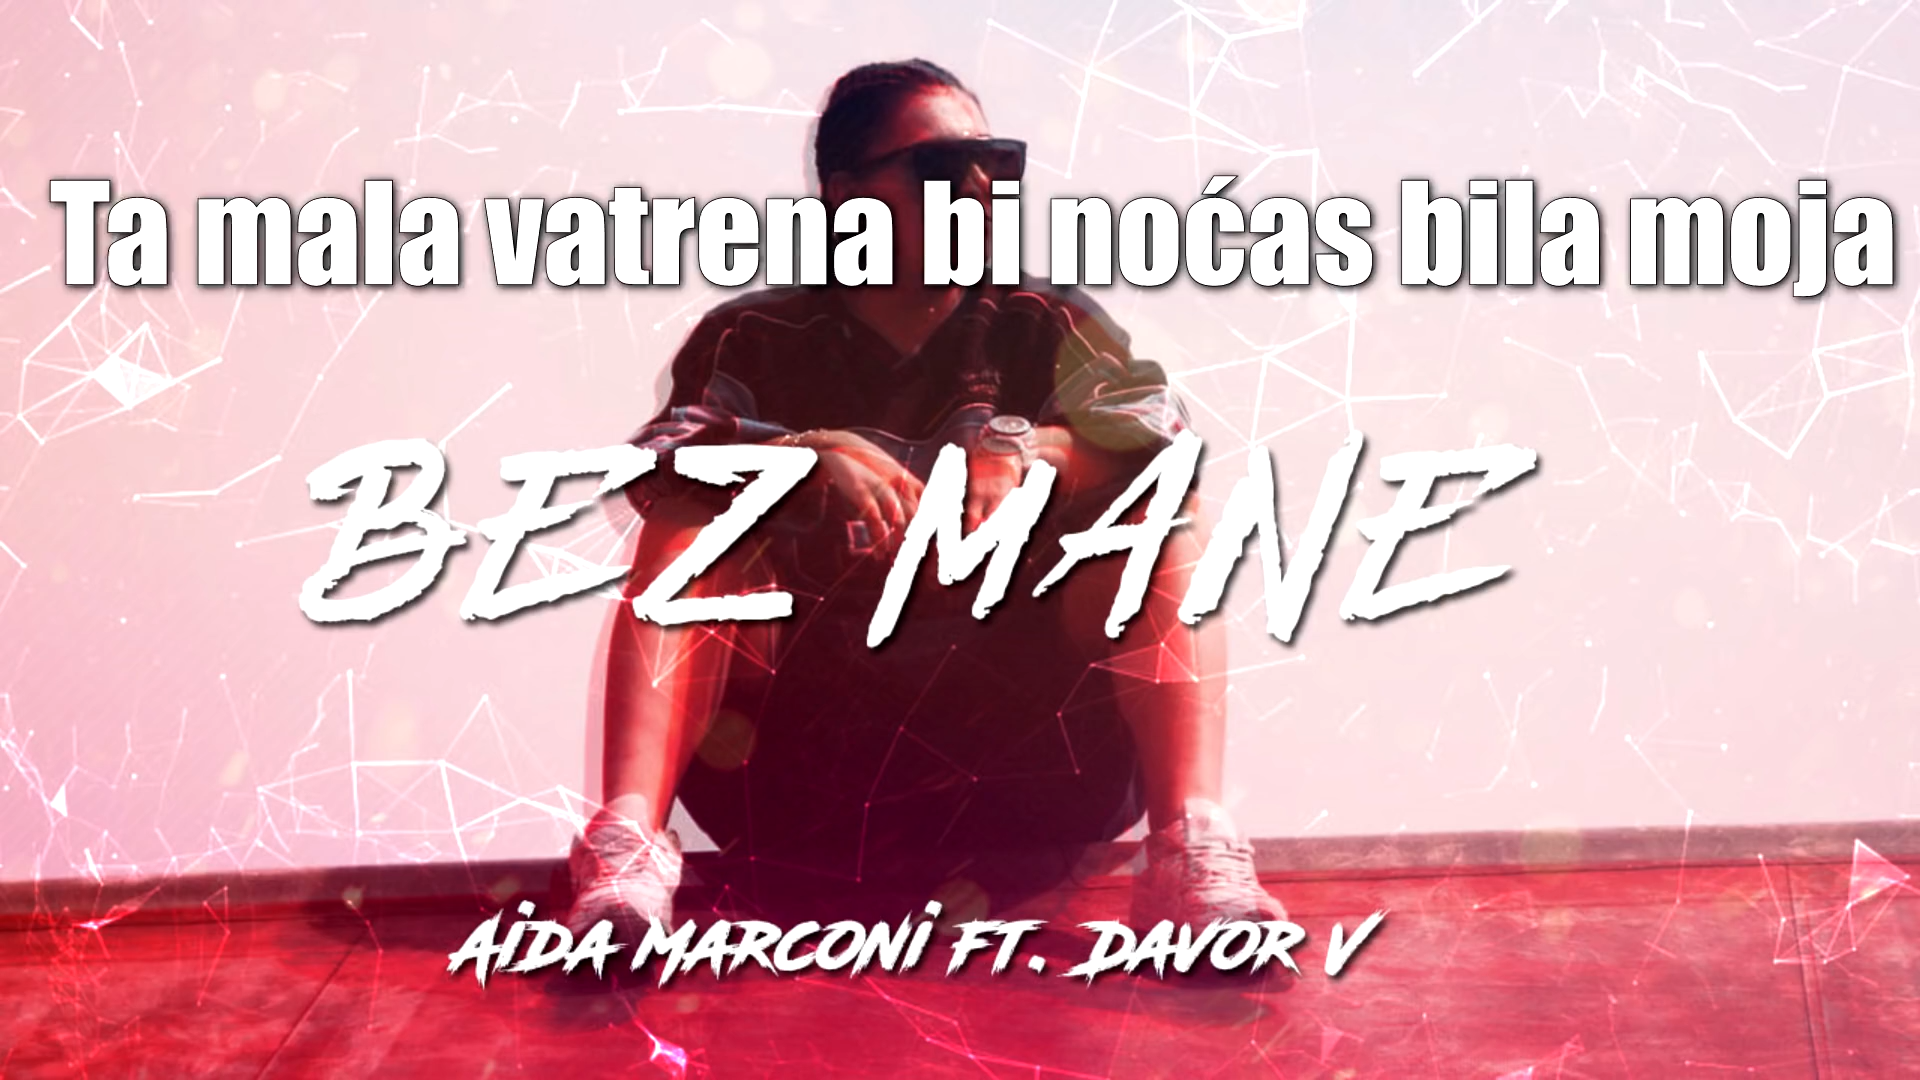 Ta mala vatrena bi noćas bila moja
BEZ MANE
AIDA MARCONI FT. DAVOR V